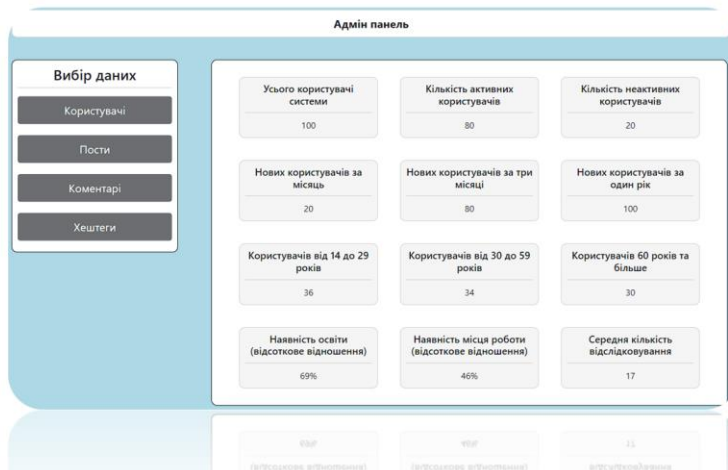 Адмін панель
Вибір даних
Користувачі
Пости
Коментарі
Хештеги
Усього користувачі
системи
100
Кількість активних
користувачів
80
Кількість неактивних
користувачів
20
Нових користувачів за
місяць
20
Нових користувачів за три
місяці
80
Нових користувачів за
один рік
100
Користувачів від 14 до 29
років
36
Користувачів від 30 до 59
років
34
Користувачів 60 років та
більше
30
Наявність освіти
(відсоткове відношення)
69%
Наявність місця роботи
(відсоткове відношення)
46%
Середня кількість
відслідковування
17